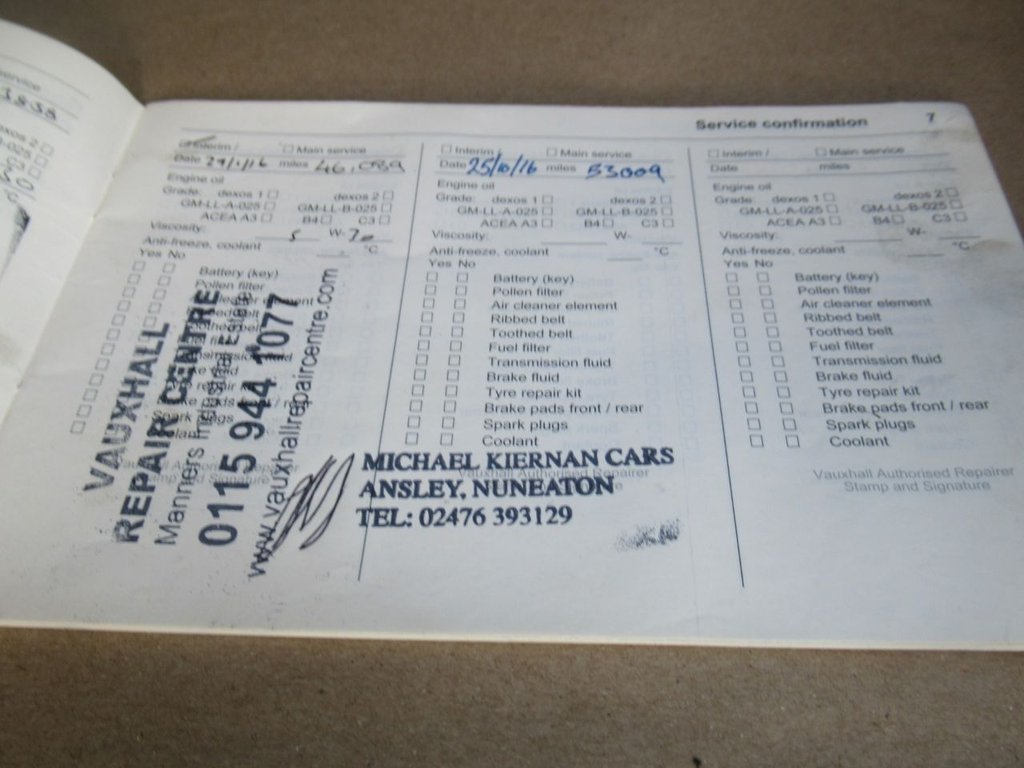 Service confirmation 7
Interim / Main service
Date 29/1/16 miles
Engine oil
Grade: dexos 1 dexos 2
GM-LL-A-025 GM-LL-B-025
ACEA A3 B4 C3
Viscosity: 5 W-
Anti-freeze, coolant °C
Yes No
Battery (key)
Pollen filter
Spark plugs
VAUXHALL
REPAIR CENTRE
Manners
0115 944 1077
www.vauxhallrepaircentre.com
Interim / Main service
Date 25/10/16 miles 53009
Engine oil
Grade: dexos 1 dexos 2
GM-LL-A-025 GM-LL-B-025
ACEA A3 B4 C3
Viscosity: W-
Anti-freeze, coolant °C
Yes No
Battery (key)
Pollen filter
Air cleaner element
Ribbed belt
Toothed belt
Fuel filter
Transmission fluid
Brake fluid
Tyre repair kit
Brake pads front / rear
Spark plugs
Coolant
Vauxhall Authorised Repairer
MICHAEL KIERNAN CARS
ANSLEY, NUNEATON
TEL: 02476 393129
Interim / Main service
Date miles
Engine oil
Grade: dexos 1 dexos 2
GM-LL-A-025 GM-LL-B-025
ACEA A3 B4 C3
Viscosity: W-
Anti-freeze, coolant °C
Yes No
Battery (key)
Pollen filter
Air cleaner element
Ribbed belt
Toothed belt
Fuel filter
Transmission fluid
Brake fluid
Tyre repair kit
Brake pads front / rear
Spark plugs
Coolant
Vauxhall Authorised Repairer
Stamp and Signature